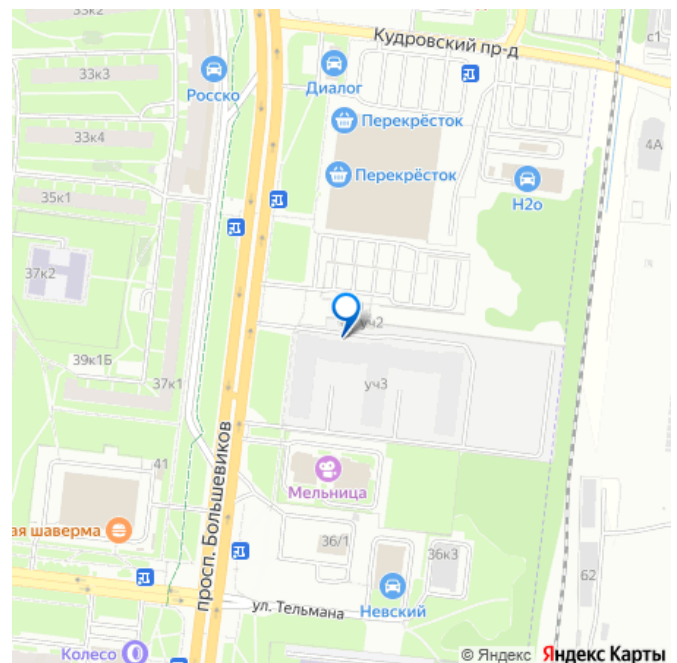 Кудровский пр-д
с1
33к3
Росско
Диалог
Перекрёсток
33к4
4А
Перекрёсток
35к1
Н2о
37к2
уч2
39к1Б
37к1
уч3
просп. Большевиков
41
Мельница
ая шаверма
36/1
36к3
62
ул. Тельмана
Невский
Колесо
© Яндекс Яндекс Карты